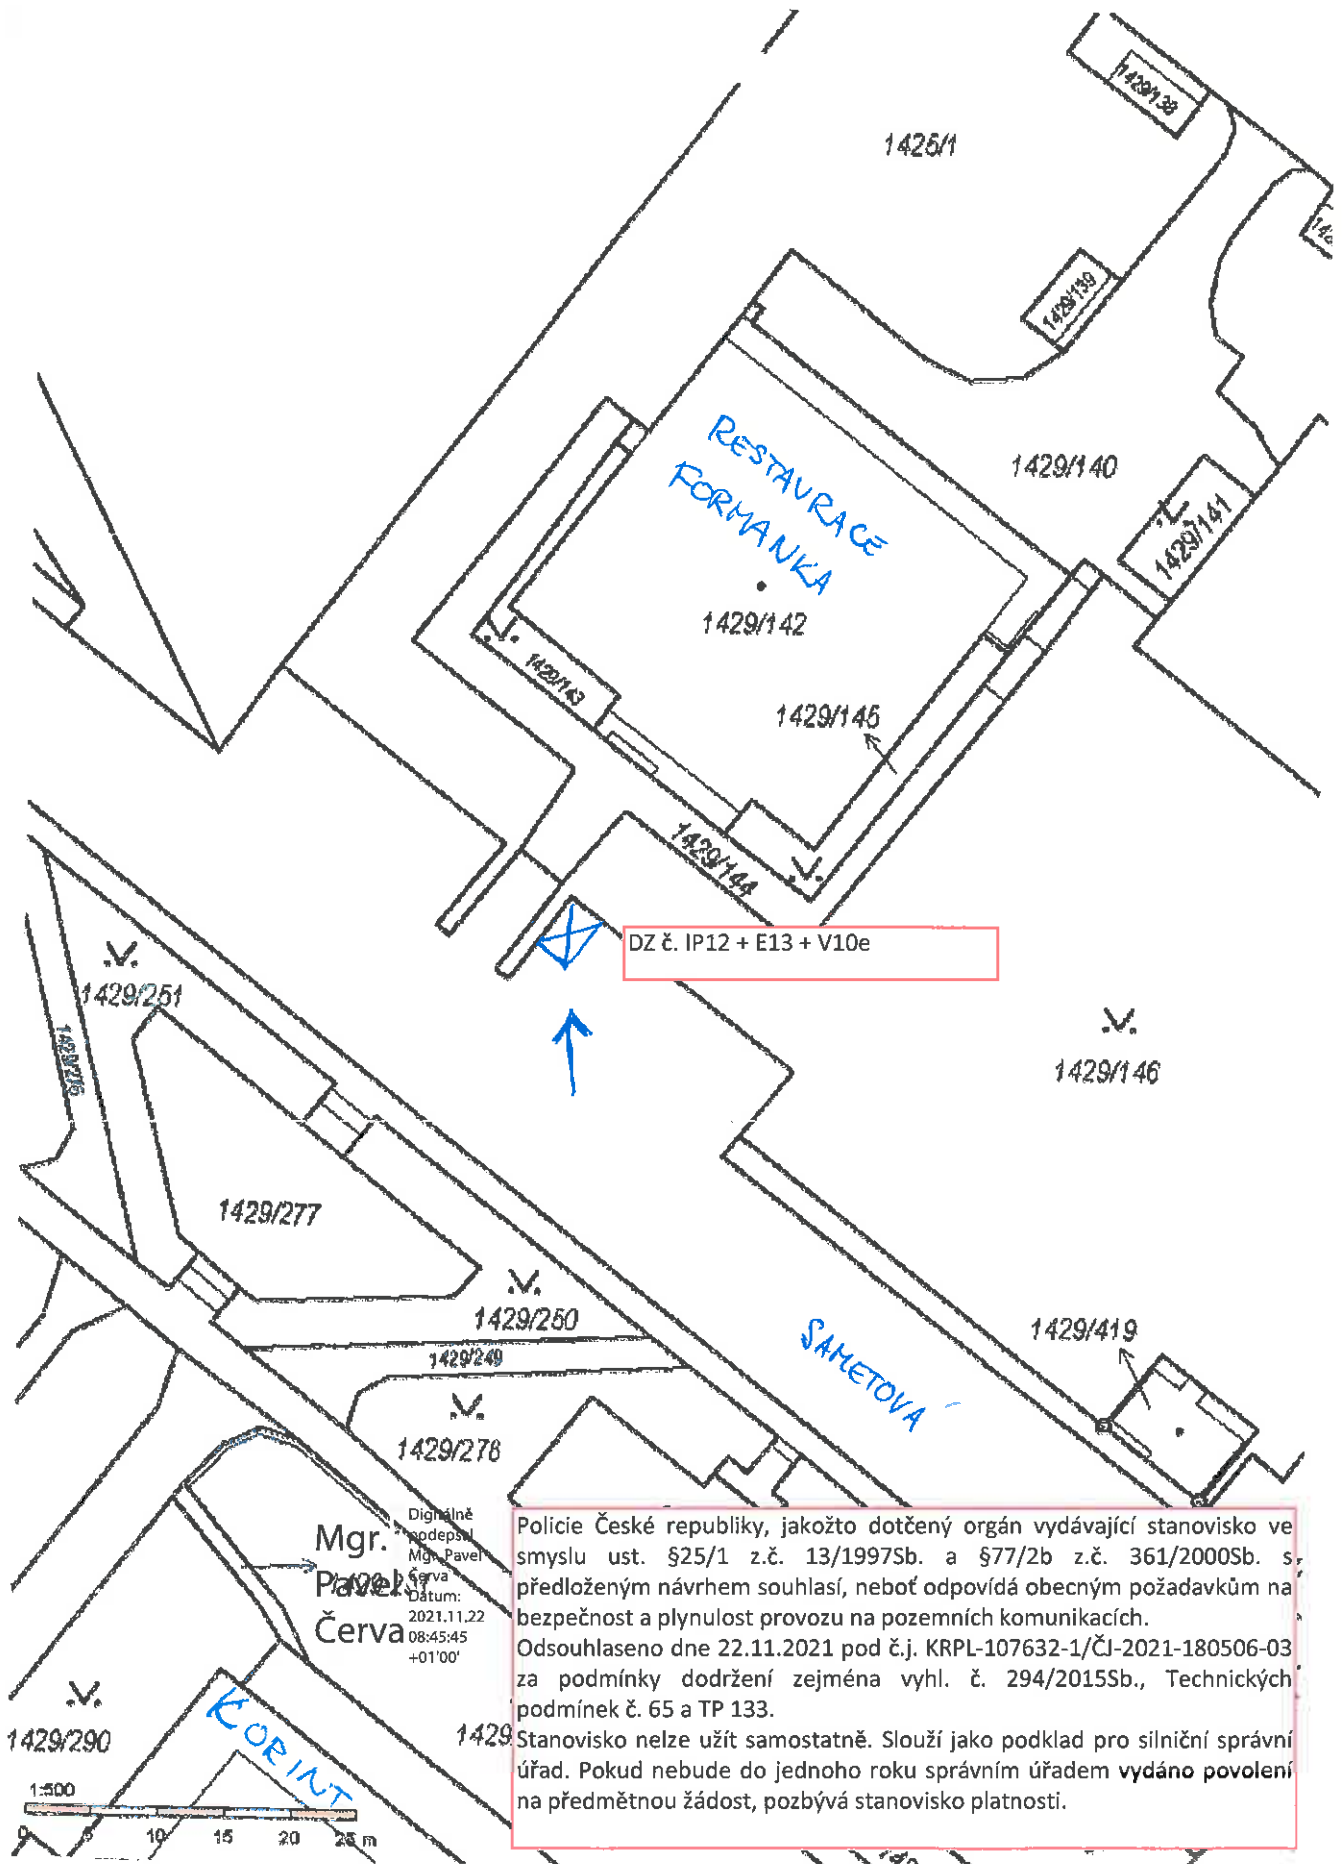 1429/138
1425/1
1429/139
RESTAVRACE
FORMANKA
1429/140
1429/141
1429/142
1429/143
1429/145
1429/144
DZ č. IP12 + E13 + V10e
1429/251
1429/146
1429/277
1429/250
1429/249
1429/419
SAMETOVÁ
1429/278
Mgr.
Pavel
Červa
Digitálně
podepsal
Mgr. Pavel
Červa
Datum:
2021.11.22
08:45:45
+01'00'
Policie České republiky, jakožto dotčený orgán vydávající stanovisko ve
smyslu ust. §25/1 z.č. 13/1997Sb. a §77/2b z.č. 361/2000Sb. s
předloženým návrhem souhlasí, neboť odpovídá obecným požadavkům na
bezpečnost a plynulost provozu na pozemních komunikacích.
Odsouhlaseno dne 22.11.2021 pod č.j. KRPL-107632-1/ČJ-2021-180506-03
za podmínky dodržení zejména vyhl. č. 294/2015Sb., Technických
podmínek č. 65 a TP 133.
Stanovisko nelze užít samostatně. Slouží jako podklad pro silniční správní
úřad. Pokud nebude do jednoho roku správním úřadem vydáno povolení
na předmětnou žádost, pozbývá stanovisko platnosti.
1429/290
KORINT
1429
1:500
0 5 10 15 20 25 m